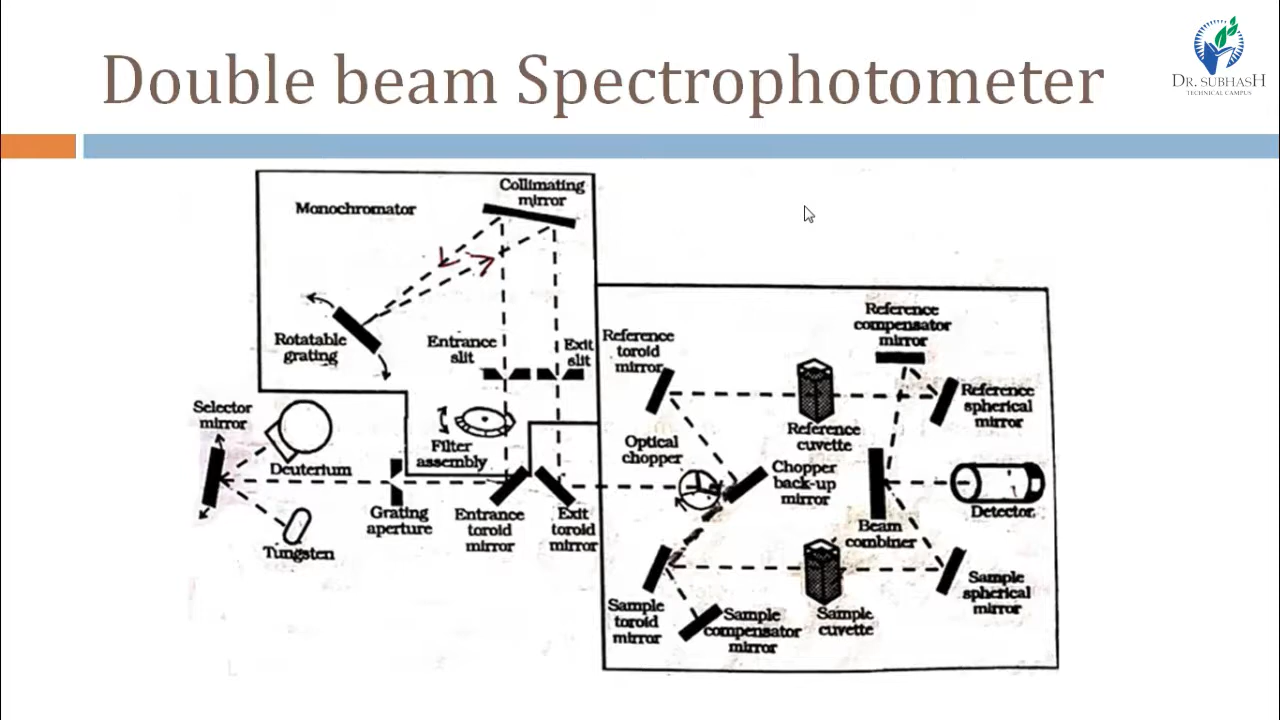 Double beam Spectrophotometer
DR. SUBHASH
TECHNICAL CAMPUS
Monochromator
Collimating
mirror
Rotatable
grating
Entrance
slit
Exit
slit
Selector
mirror
Deuterium
Tungsten
Filter
assembly
Grating
aperture
Entrance
toroid
mirror
Exit
toroid
mirror
Reference
toroid
mirror
Optical
chopper
Chopper
back-up
mirror
Reference
cuvette
Reference
compensator
mirror
Reference
spherical
mirror
Detector
Beam
combiner
Sample
toroid
mirror
Sample
compensator
mirror
Sample
cuvette
Sample
spherical
mirror